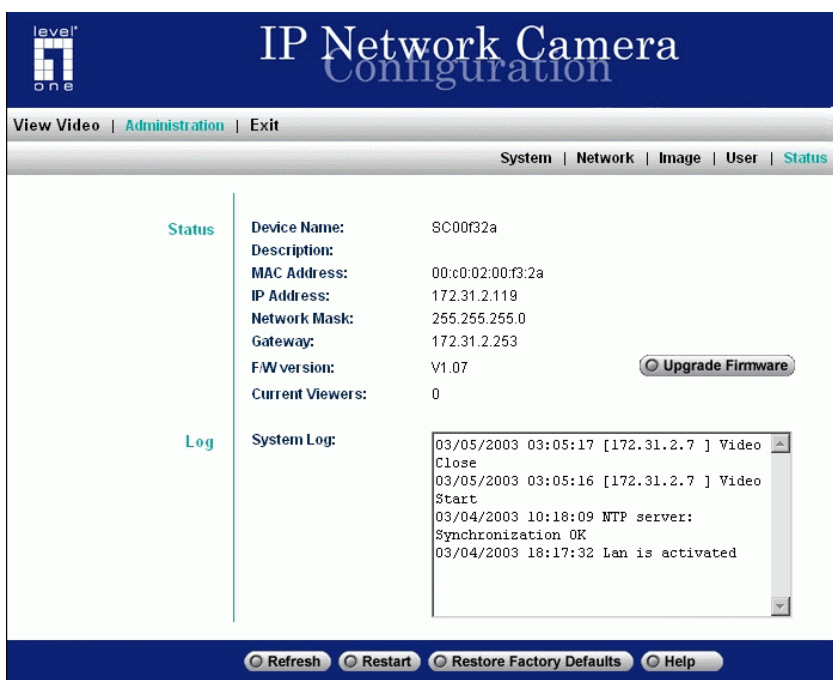 level
one
IP Network Camera
Configuration
View Video | Administration | Exit
System | Network | Image | User | Status
Status
Device Name: SC00f32a
Description:
MAC Address: 00:c0:02:00:f3:2a
IP Address: 172.31.2.119
Network Mask: 255.255.255.0
Gateway: 172.31.2.253
F/W version: V1.07 Upgrade Firmware
Current Viewers: 0
Log
System Log:
03/05/2003 03:05:17 [172.31.2.7 ] Video
Close
03/05/2003 03:05:16 [172.31.2.7 ] Video
Start
03/04/2003 10:18:09 NTP server:
Synchronization OK
03/04/2003 18:17:32 Lan is activated
Refresh Restart Restore Factory Defaults Help